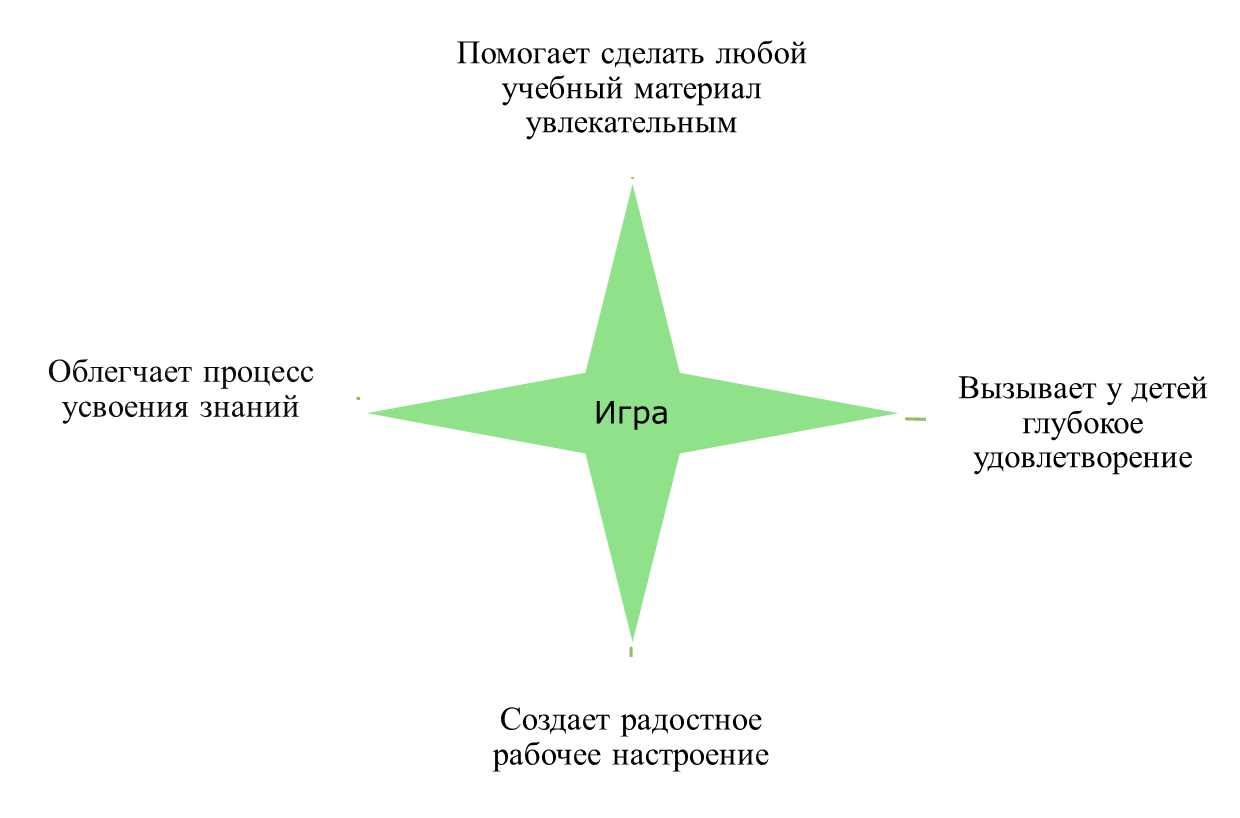 Помогает сделать любой
учебный материал
увлекательным
Облегчает процесс
усвоения знаний
Игра
Вызывает у детей
глубокое
удовлетворение
Создает радостное
рабочее настроение